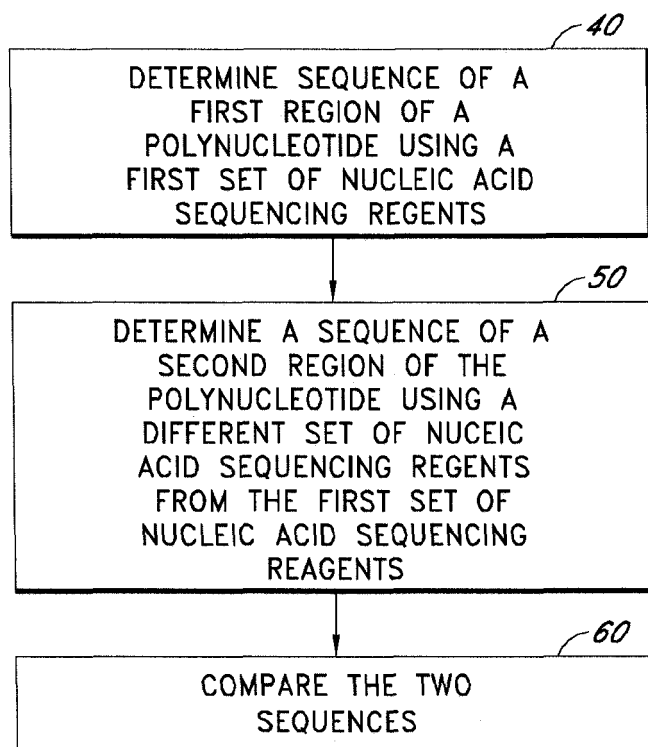 40
DETERMINE SEQUENCE OF A
FIRST REGION OF A
POLYNUCLEOTIDE USING A
FIRST SET OF NUCLEIC ACID
SEQUENCING REGENTS
50
DETERMINE A SEQUENCE OF A
SECOND REGION OF THE
POLYNUCLEOTIDE USING A
DIFFERENT SET OF NUCEIC
ACID SEQUENCING REGENTS
FROM THE FIRST SET OF
NUCLEIC ACID SEQUENCING
REAGENTS
60
COMPARE THE TWO
SEQUENCES